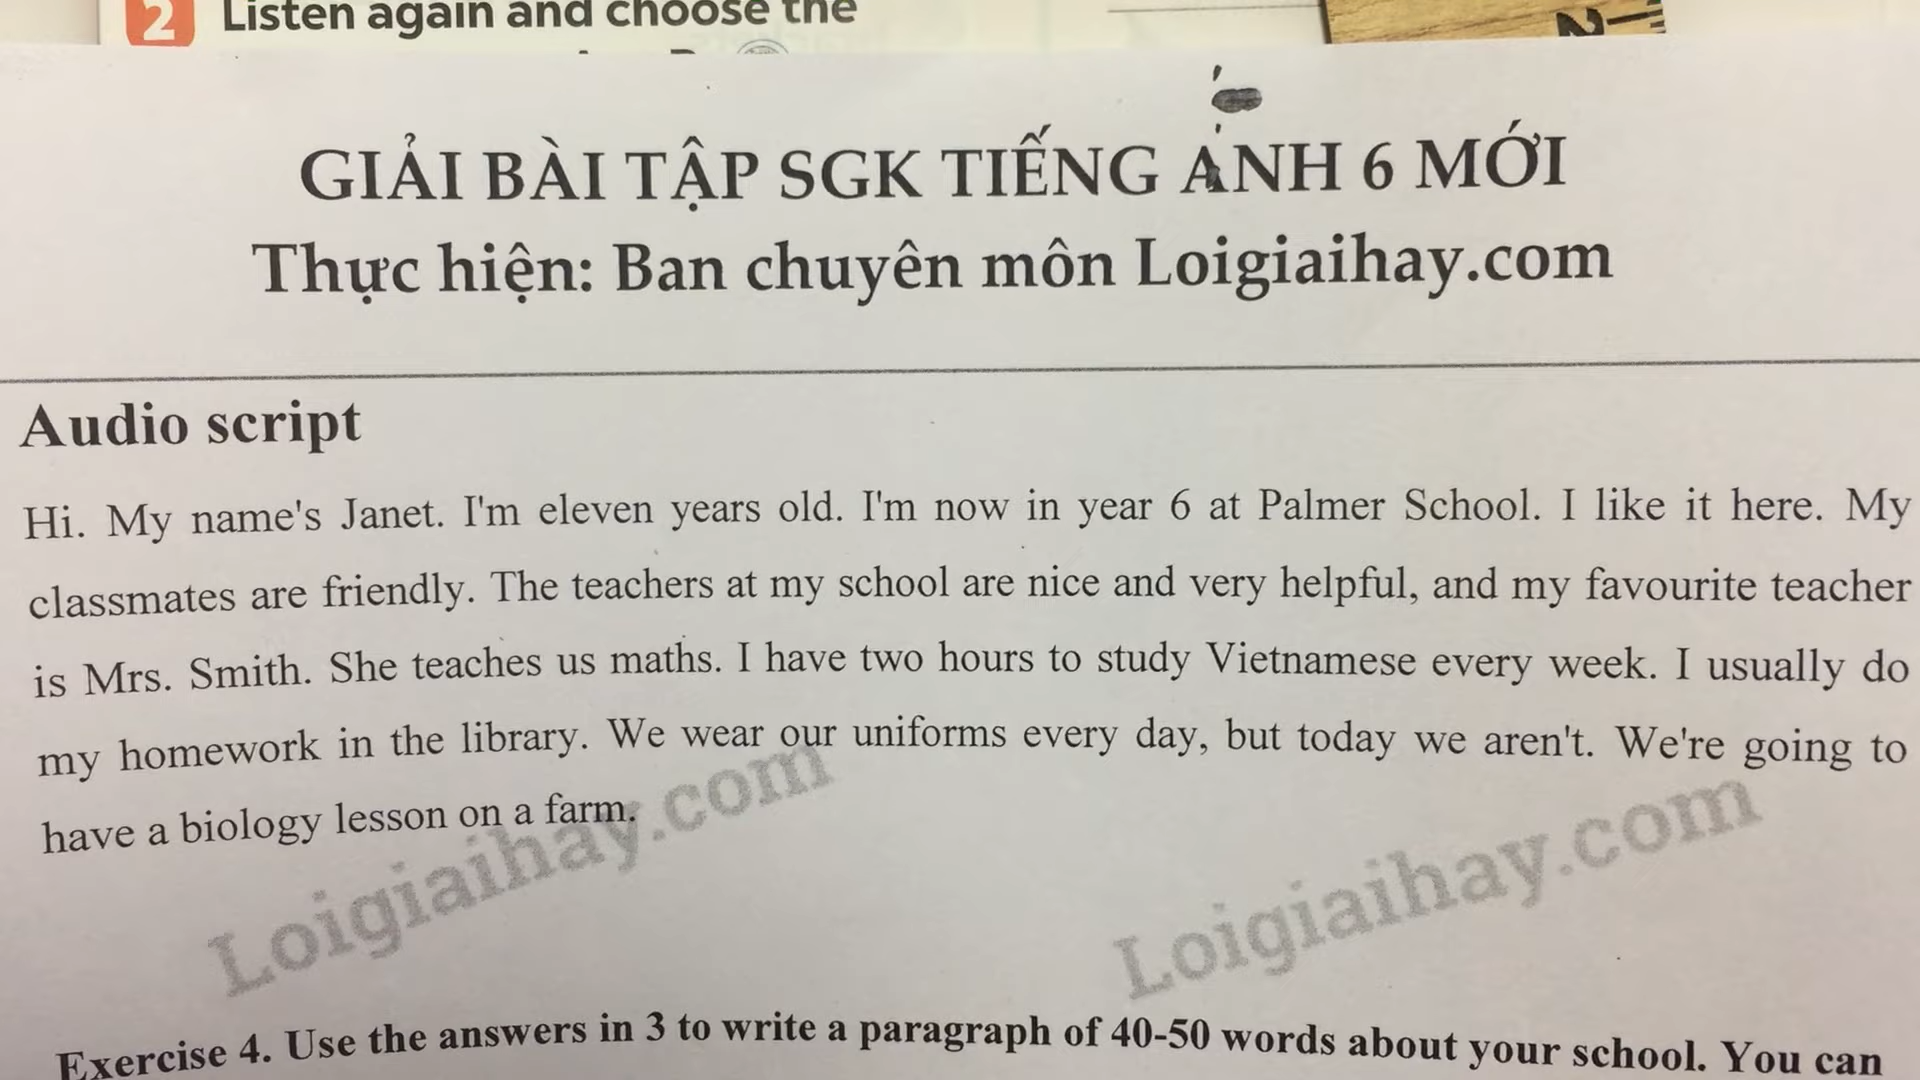 2 Listen again and choose the
GIẢI BÀI TẬP SGK TIẾNG ẢNH 6 MỚI
Thực hiện: Ban chuyên môn Loigiaihay.com
Audio script
Hi. My name's Janet. I'm eleven years old. I'm now in year 6 at Palmer School. I like it here. My
classmates are friendly. The teachers at my school are nice and very helpful, and my favourite teacher
is Mrs. Smith. She teaches us maths. I have two hours to study Vietnamese every week. I usually do
my homework in the library. We wear our uniforms every day, but today we aren't. We're going to
have a biology lesson on a farm.
Loigiaihay.com
Loigiaihay.com
Exercise 4. Use the answers in 3 to write a paragraph of 40-50 words about your school. You can